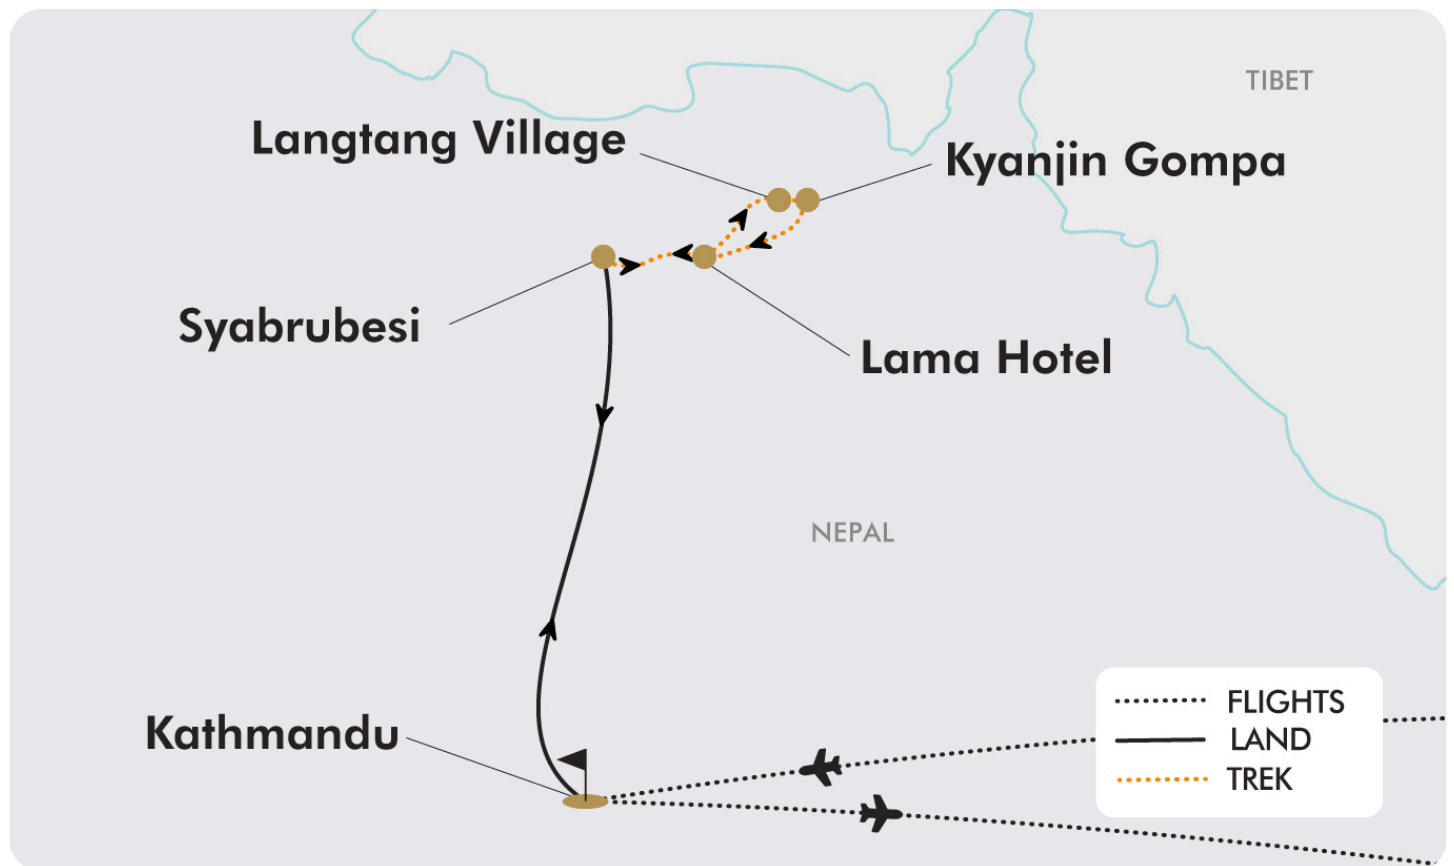 TIBET
Langtang Village
Kyanjin Gompa
Syabrubesi
Lama Hotel
NEPAL
Kathmandu
FLIGHTS
LAND
TREK